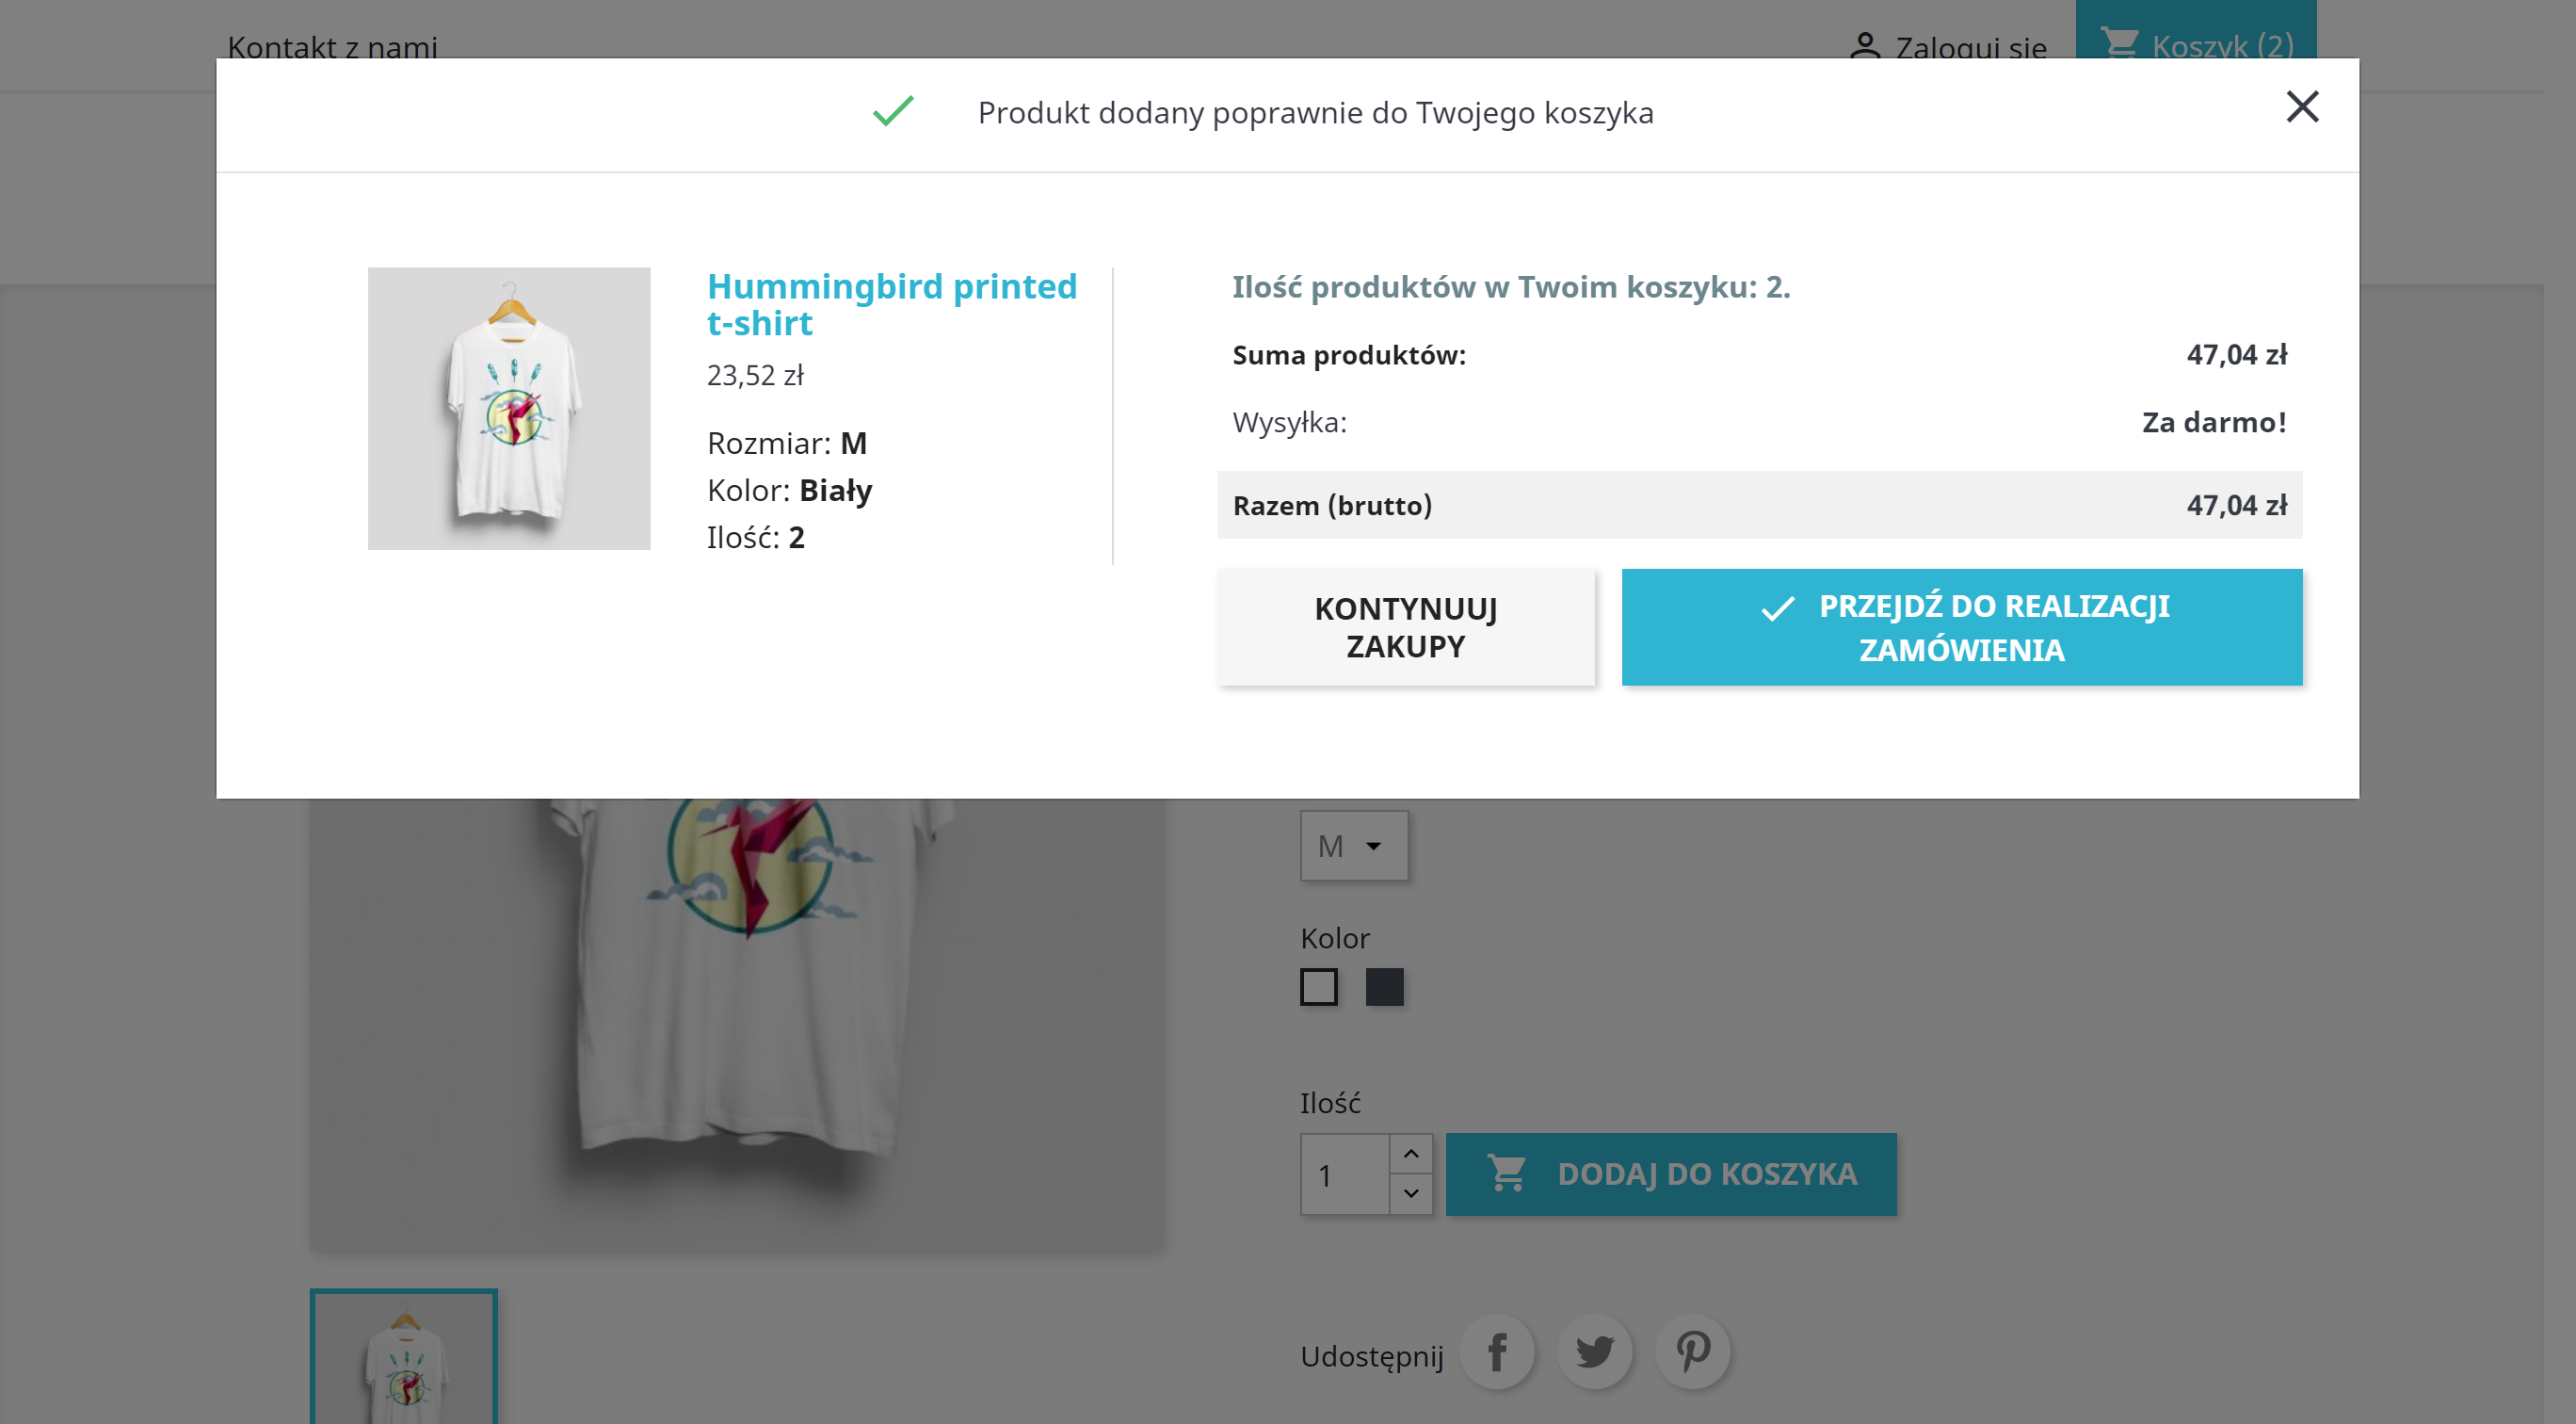 Kontakt z nami
Zaloguj się
Koszyk (2)
Produkt dodany poprawnie do Twojego koszyka
Hummingbird printed
t-shirt
23,52 zł
Rozmiar: M
Kolor: Biały
Ilość: 2
Ilość produktów w Twoim koszyku: 2.
Suma produktów: 47,04 zł
Wysyłka: Za darmo!
Razem (brutto) 47,04 zł
KONTYNUUJ
ZAKUPY
PRZEJDŹ DO REALIZACJI
ZAMÓWIENIA
M
Kolor
Ilość
1
DODAJ DO KOSZYKA
Udostępnij